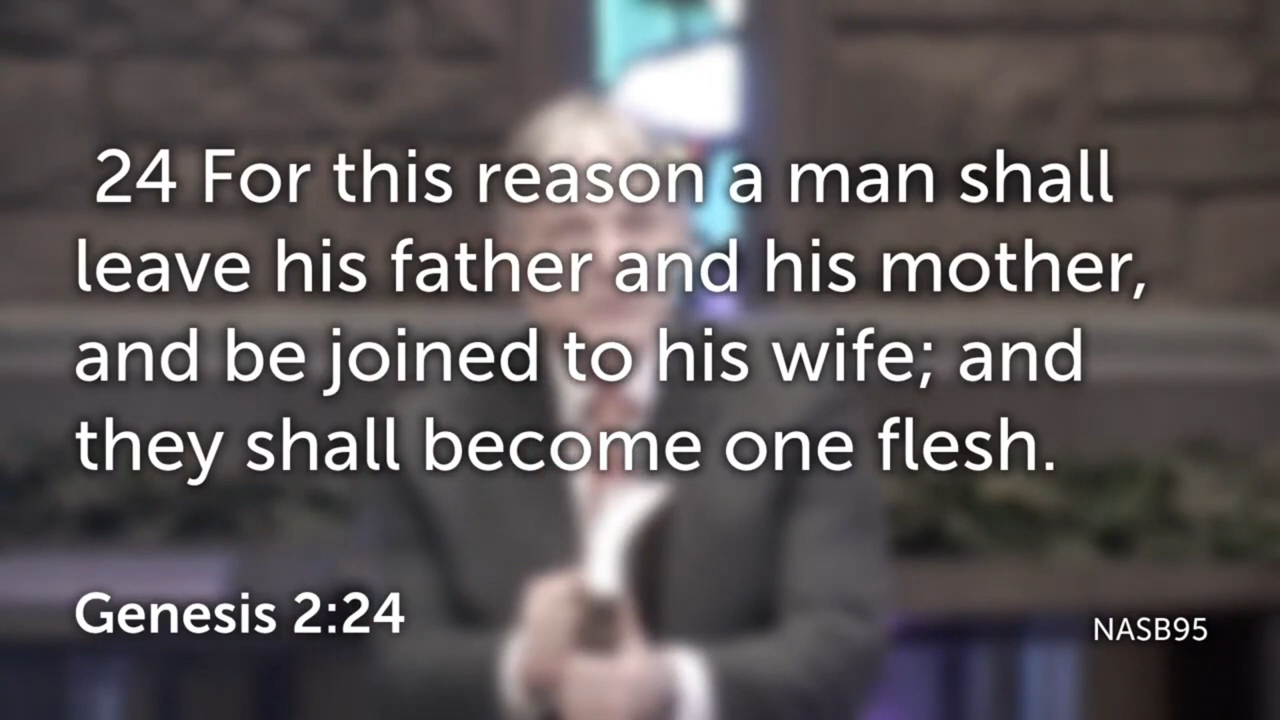 24 For this reason a man shall
leave his father and his mother,
and be joined to his wife; and
they shall become one flesh.
Genesis 2:24
NASB95